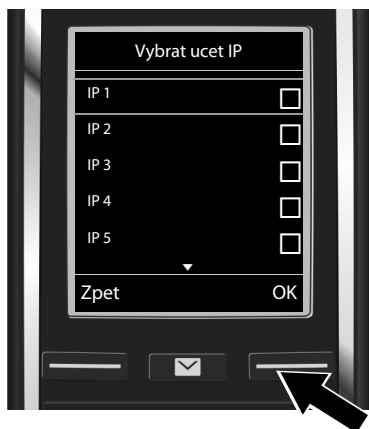 Vybrat ucet IP
IP 1
IP 2
IP 3
IP 4
IP 5
Zpet OK